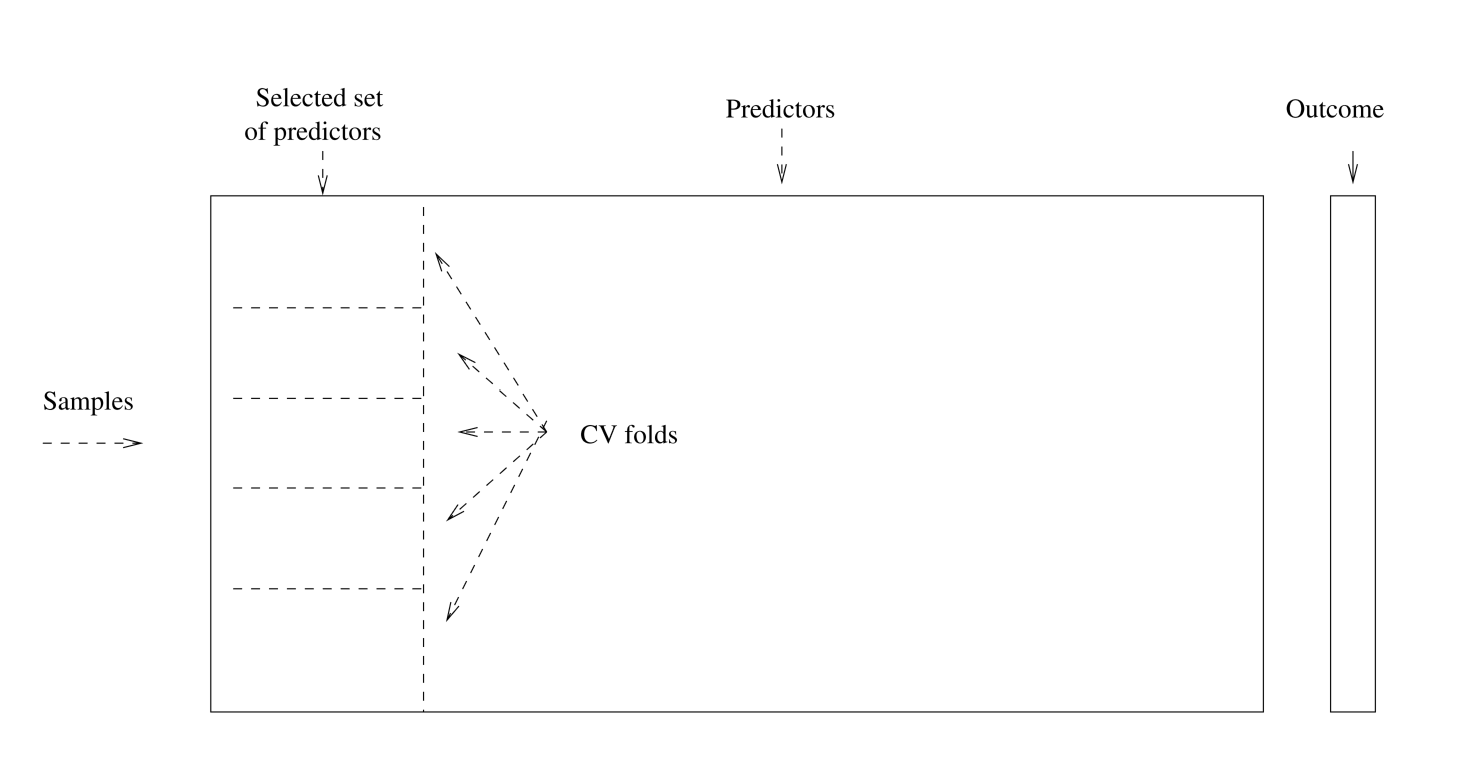 Selected set
of predictors
Predictors
Outcome
Samples
CV folds